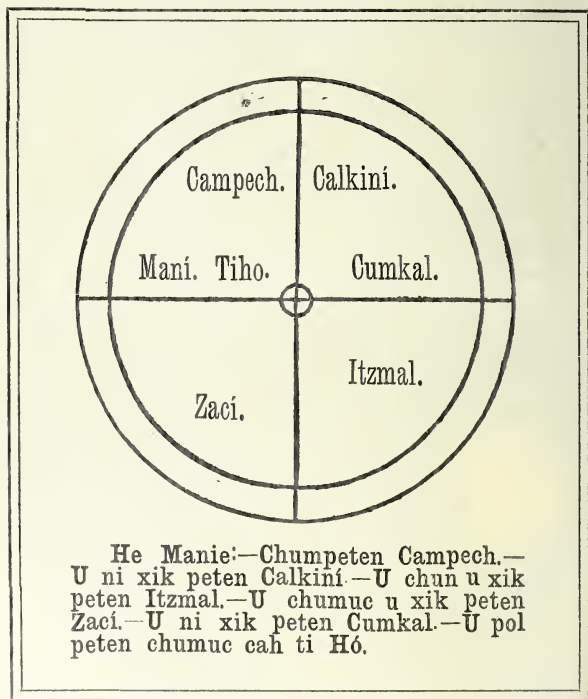 Campech. Calkiní.
Maní. Tiho. Cumkal.
Itzmal.
Zací.
He Manie:—Chumpeten Campech.—
U ni xik peten Calkiní.—U chun u xik
peten Itzmal.—U chumuc u xik peten
Zací.—U ni xik peten Cumkal.—U pol
peten chumuc cah ti Hó.